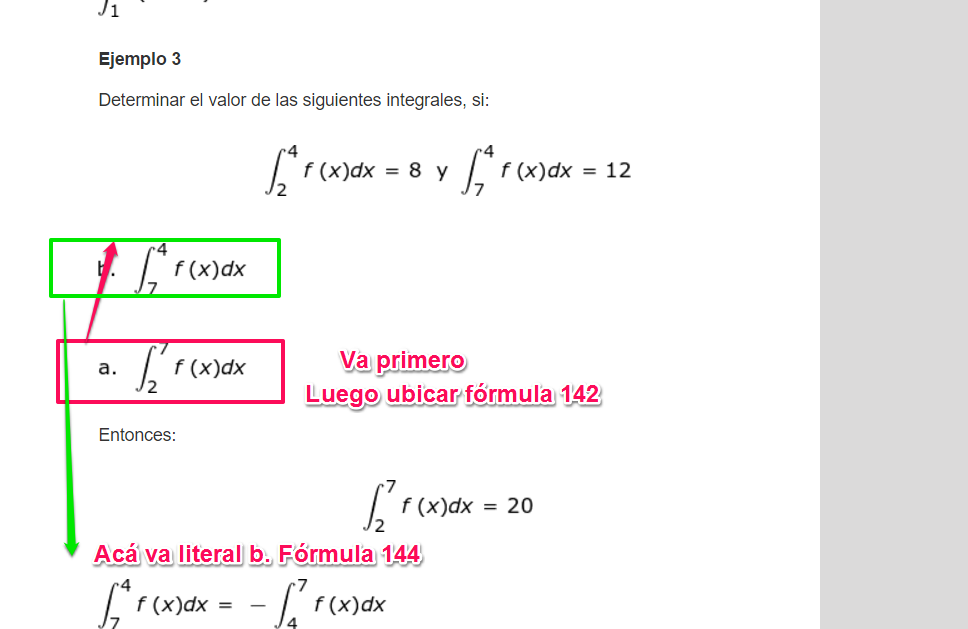 ∫₁
Ejemplo 3
Determinar el valor de las siguientes integrales, si:
∫₂⁴ f (x)dx = 8 y ∫₇⁴ f (x)dx = 12
b. ∫₇⁴ f (x)dx
a. ∫₂⁷ f (x)dx
Va primero
Luego ubicar fórmula 142
Entonces:
∫₂⁷ f (x)dx = 20
Acá va literal b. Fórmula 144
∫₇⁴ f (x)dx = − ∫₄⁷ f (x)dx